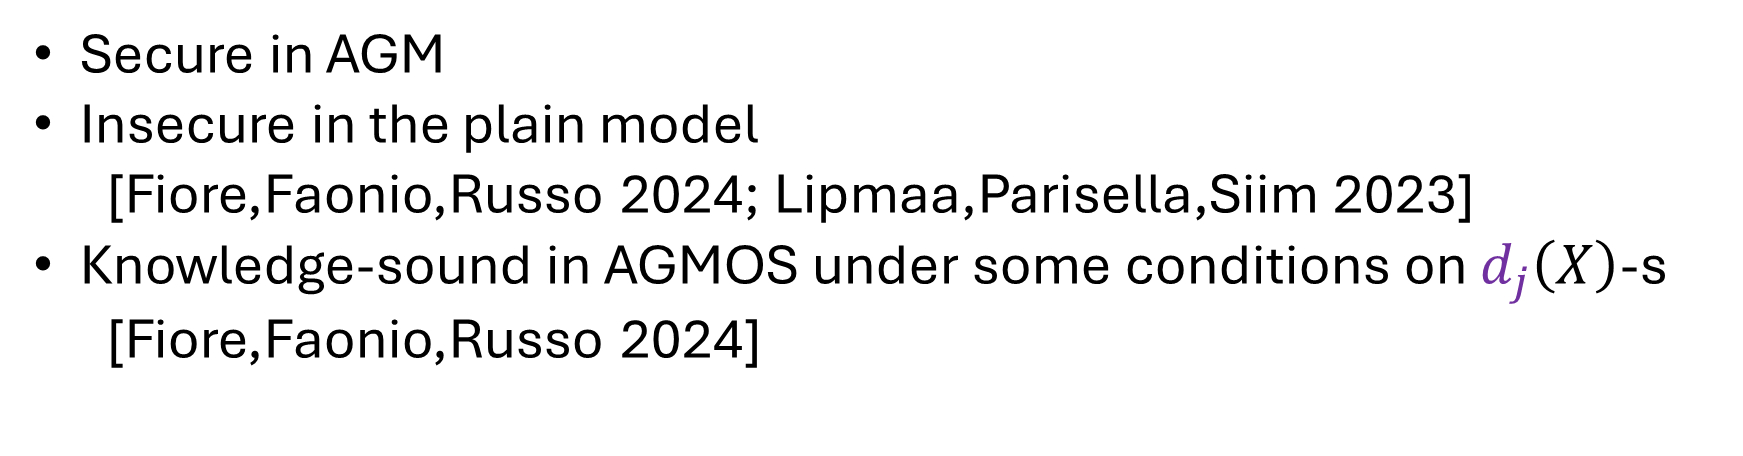 • Secure in AGM
• Insecure in the plain model
[Fiore,Faonio,Russo 2024; Lipmaa,Parisella,Siim 2023]
• Knowledge-sound in AGMOS under some conditions on d_j(X)-s
[Fiore,Faonio,Russo 2024]